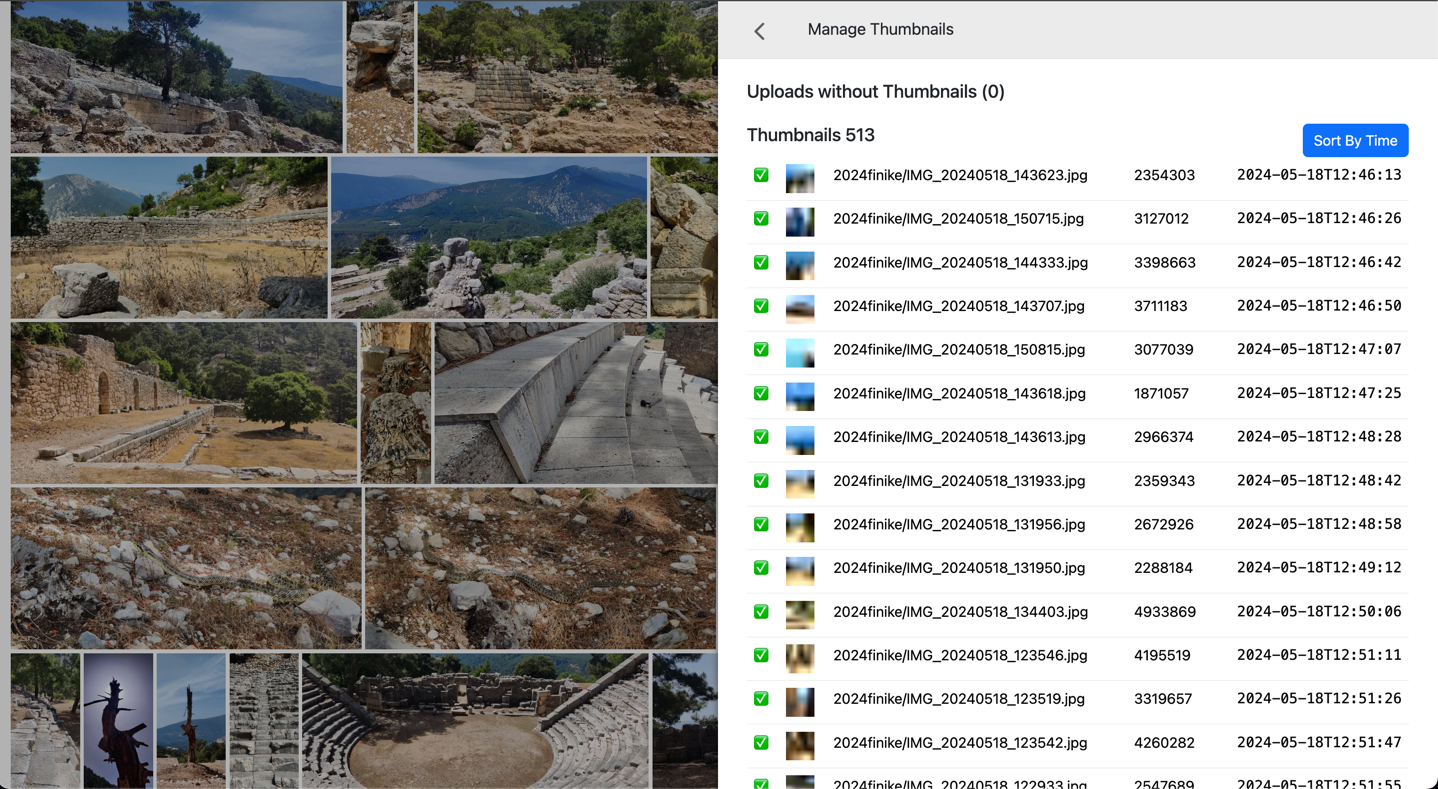 Manage Thumbnails
Uploads without Thumbnails (0)
Thumbnails 513
Sort By Time
2024finike/IMG_20240518_143623.jpg 2354303 2024-05-18T12:46:13
2024finike/IMG_20240518_150715.jpg 3127012 2024-05-18T12:46:26
2024finike/IMG_20240518_144333.jpg 3398663 2024-05-18T12:46:42
2024finike/IMG_20240518_143707.jpg 3711183 2024-05-18T12:46:50
2024finike/IMG_20240518_150815.jpg 3077039 2024-05-18T12:47:07
2024finike/IMG_20240518_143618.jpg 1871057 2024-05-18T12:47:25
2024finike/IMG_20240518_143613.jpg 2966374 2024-05-18T12:48:28
2024finike/IMG_20240518_131933.jpg 2359343 2024-05-18T12:48:42
2024finike/IMG_20240518_131956.jpg 2672926 2024-05-18T12:48:58
2024finike/IMG_20240518_131950.jpg 2288184 2024-05-18T12:49:12
2024finike/IMG_20240518_134403.jpg 4933869 2024-05-18T12:50:06
2024finike/IMG_20240518_123546.jpg 4195519 2024-05-18T12:51:11
2024finike/IMG_20240518_123519.jpg 3319657 2024-05-18T12:51:26
2024finike/IMG_20240518_123542.jpg 4260282 2024-05-18T12:51:47
2024finike/IMG_20240518_122933.jpg 2547689 2024-05-18T12:51:55